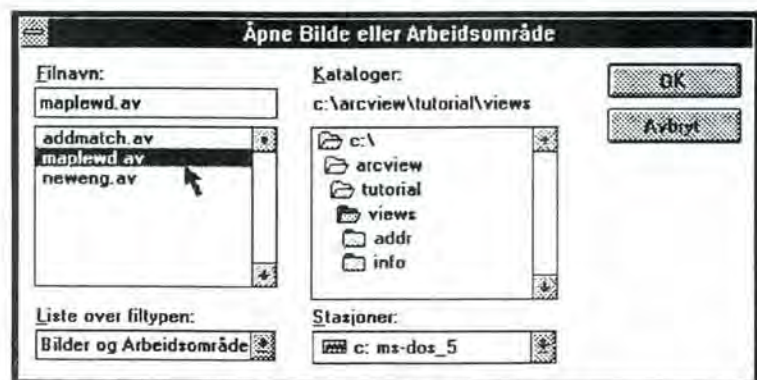 Åpne Bilde eller Arbeidsområde
Filnavn:
maplewd.av
addmatch.av
maplewd.av
neweng.av
Liste over filtypen:
Bilder og Arbeidsområde
Kataloger:
c:\arcview\tutorial\views
c:\
arcview
tutorial
views
addr
info
Stasjoner:
c: ms-dos_5
OK
Avbryt